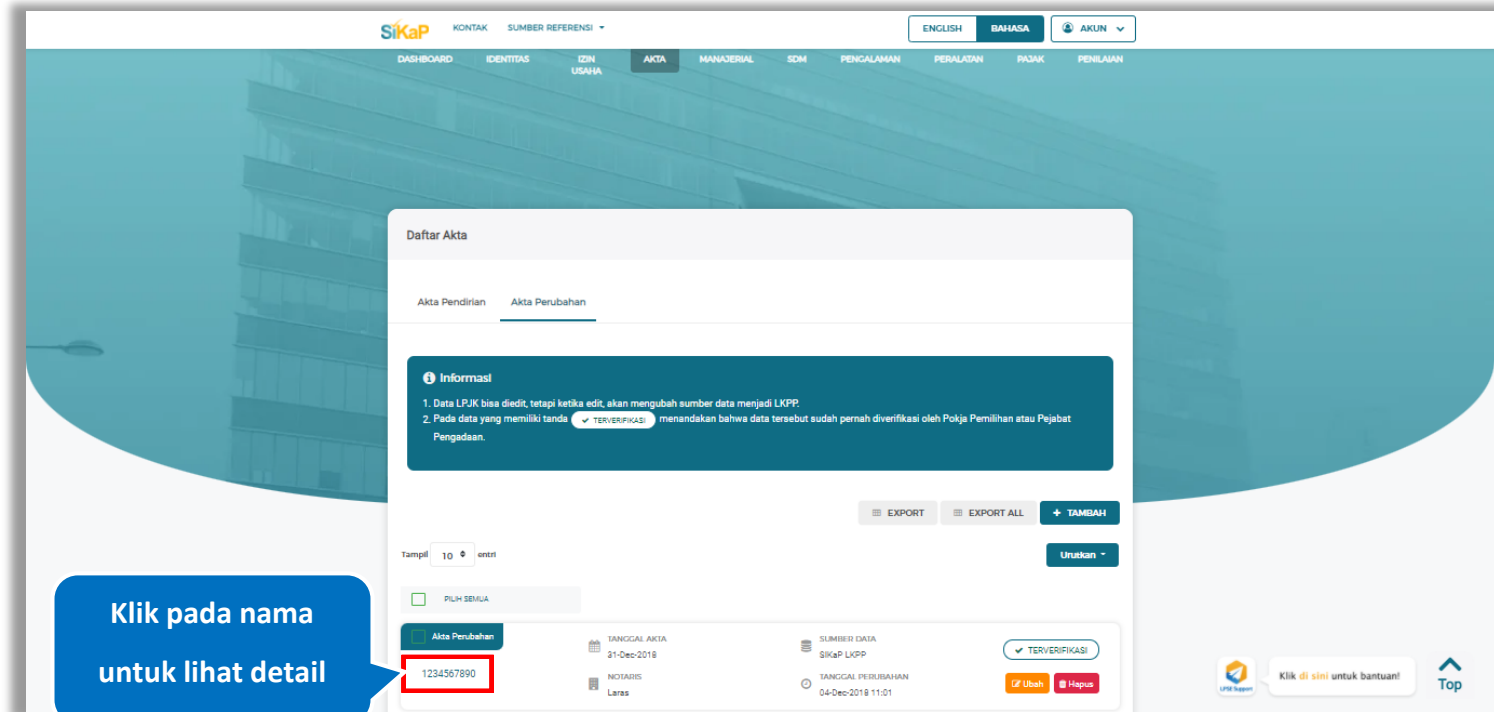 SiKaP KONTAK SUMBER REFERENSI ENGLISH BAHASA AKUN
DASHBOARD IDENTITAS IZIN USAHA AKTA MANAJERIAL SDM PENGALAMAN PERALATAN PAJAK PENILAIAN
Daftar Akta
Akta Pendirian Akta Perubahan
Informasi
1. Data LPJK bisa diedit, tetapi ketika edit, akan mengubah sumber data menjadi LKPP.
2. Pada data yang memiliki tanda TERVERIFIKASI menandakan bahwa data tersebut sudah pernah diverifikasi oleh Pokja Pemilihan atau Pejabat
Pengadaan.
EXPORT EXPORT ALL + TAMBAH
Tampil 10 entri Urutkan
PILIH SEMUA
Klik pada nama
untuk lihat detail
Akta Perubahan
1234567890
TANGGAL AKTA
31-Dec-2018
NOTARIS
Laras
SUMBER DATA
SIKaP LKPP
TANGGAL PERUBAHAN
04-Dec-2018 11:01
TERVERIFIKASI
Ubah Hapus
LPSE Support
Klik di sini untuk bantuan!
Top